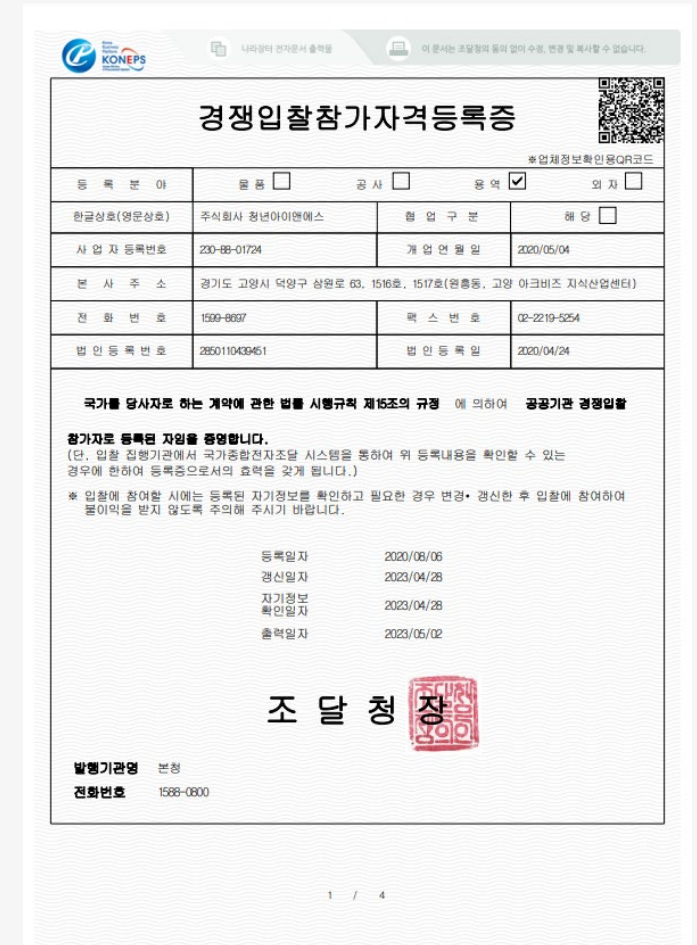 KONEPS
나라장터 전자문서 출력물
이 문서는 조달청의 동의 없이 수정, 변경 및 복사할 수 없습니다.
경쟁입찰참가자격등록증
※업체정보확인용QR코드
등 록 분 야 물 품 공 사 용 역 외 자
한글상호(영문상호) 주식회사 청년아이앤에스 협 업 구 분 해 당
사 업 자 등록번호 230-88-01724 개 업 연 월 일 2020/05/04
본 사 주 소 경기도 고양시 덕양구 삼원로 63, 1516호, 1517호(원흥동, 고양 아크비즈 지식산업센터)
전 화 번 호 1599-8697 팩 스 번 호 02-2219-5254
법 인 등 록 번 호 2850110439451 법 인 등 록 일 2020/04/24
국가를 당사자로 하는 계약에 관한 법률 시행규칙 제15조의 규정 에 의하여 공공기관 경쟁입찰
참가자로 등록된 자임을 증명합니다.
(단, 입찰 집행기관에서 국가종합전자조달 시스템을 통하여 위 등록내용을 확인할 수 있는
경우에 한하여 등록증으로서의 효력을 갖게 됩니다.)
※ 입찰에 참여할 시에는 등록된 자기정보를 확인하고 필요한 경우 변경• 갱신한 후 입찰에 참여하여
불이익을 받지 않도록 주의해 주시기 바랍니다.
등록일자 2020/08/06
갱신일자 2023/04/28
자기정보
확인일자 2023/04/28
출력일자 2023/05/02
조 달 청 장
발행기관명 본청
전화번호 1588-0800
1 / 4